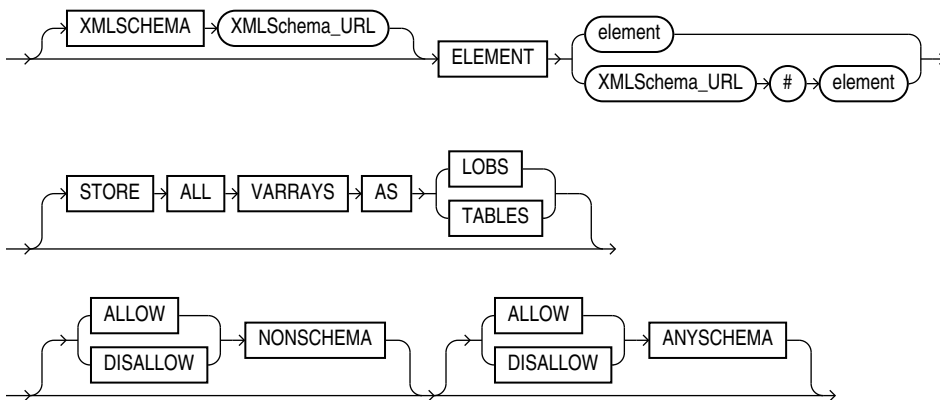 XMLSCHEMA XMLSchema_URL
ELEMENT
element
XMLSchema_URL # element
STORE ALL VARRAYS AS
LOBS
TABLES
ALLOW
DISALLOW
NONSCHEMA
ALLOW
DISALLOW
ANYSCHEMA